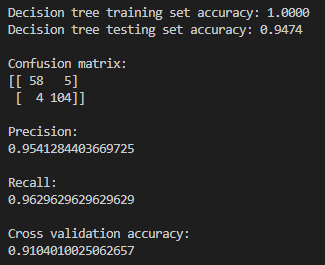 Decision tree training set accuracy: 1.0000
Decision tree testing set accuracy: 0.9474
Confusion matrix:
[[ 58   5]
 [  4 104]]
Precision:
0.9541284403669725
Recall:
0.9629629629629629
Cross validation accuracy:
0.9104010025062657